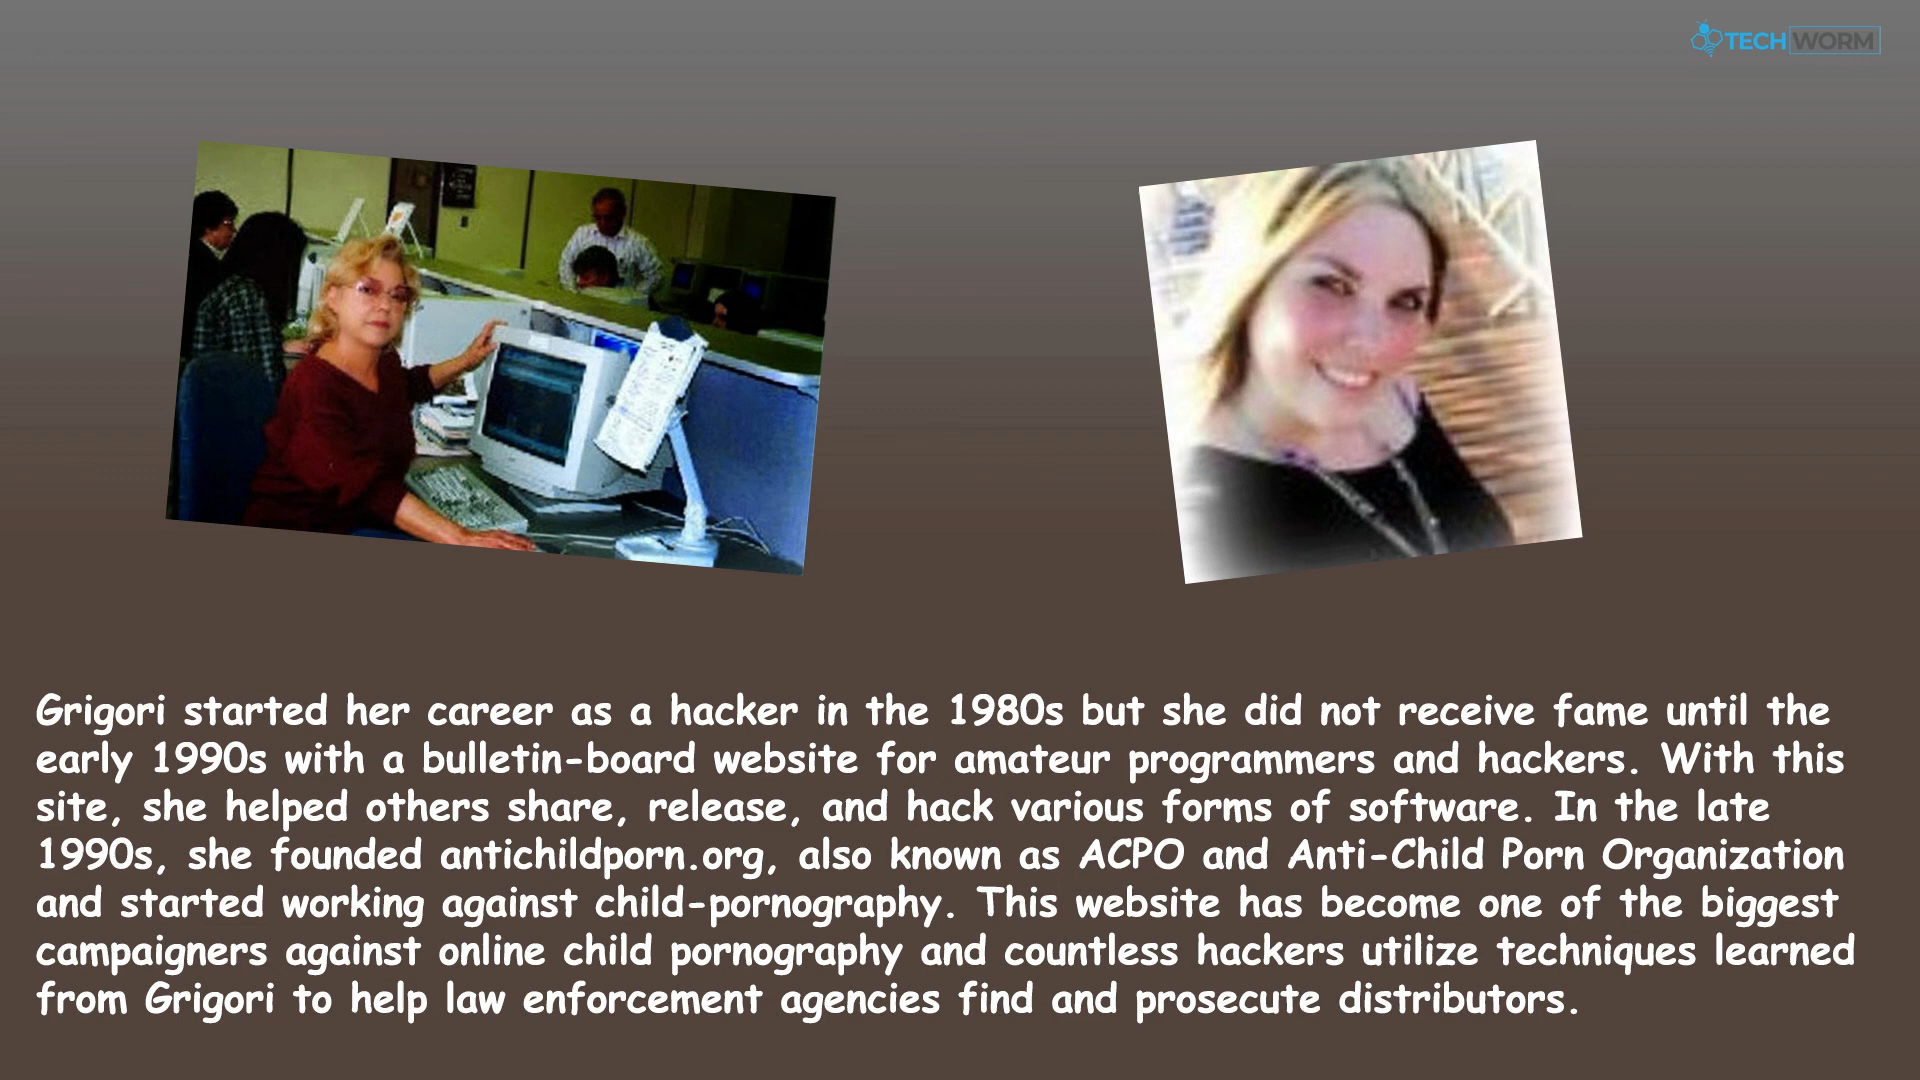 TECHWORM
Grigori started her career as a hacker in the 1980s but she did not receive fame until the
early 1990s with a bulletin-board website for amateur programmers and hackers. With this
site, she helped others share, release, and hack various forms of software. In the late
1990s, she founded antichildporn.org, also known as ACPO and Anti-Child Porn Organization
and started working against child-pornography. This website has become one of the biggest
campaigners against online child pornography and countless hackers utilize techniques learned
from Grigori to help law enforcement agencies find and prosecute distributors.